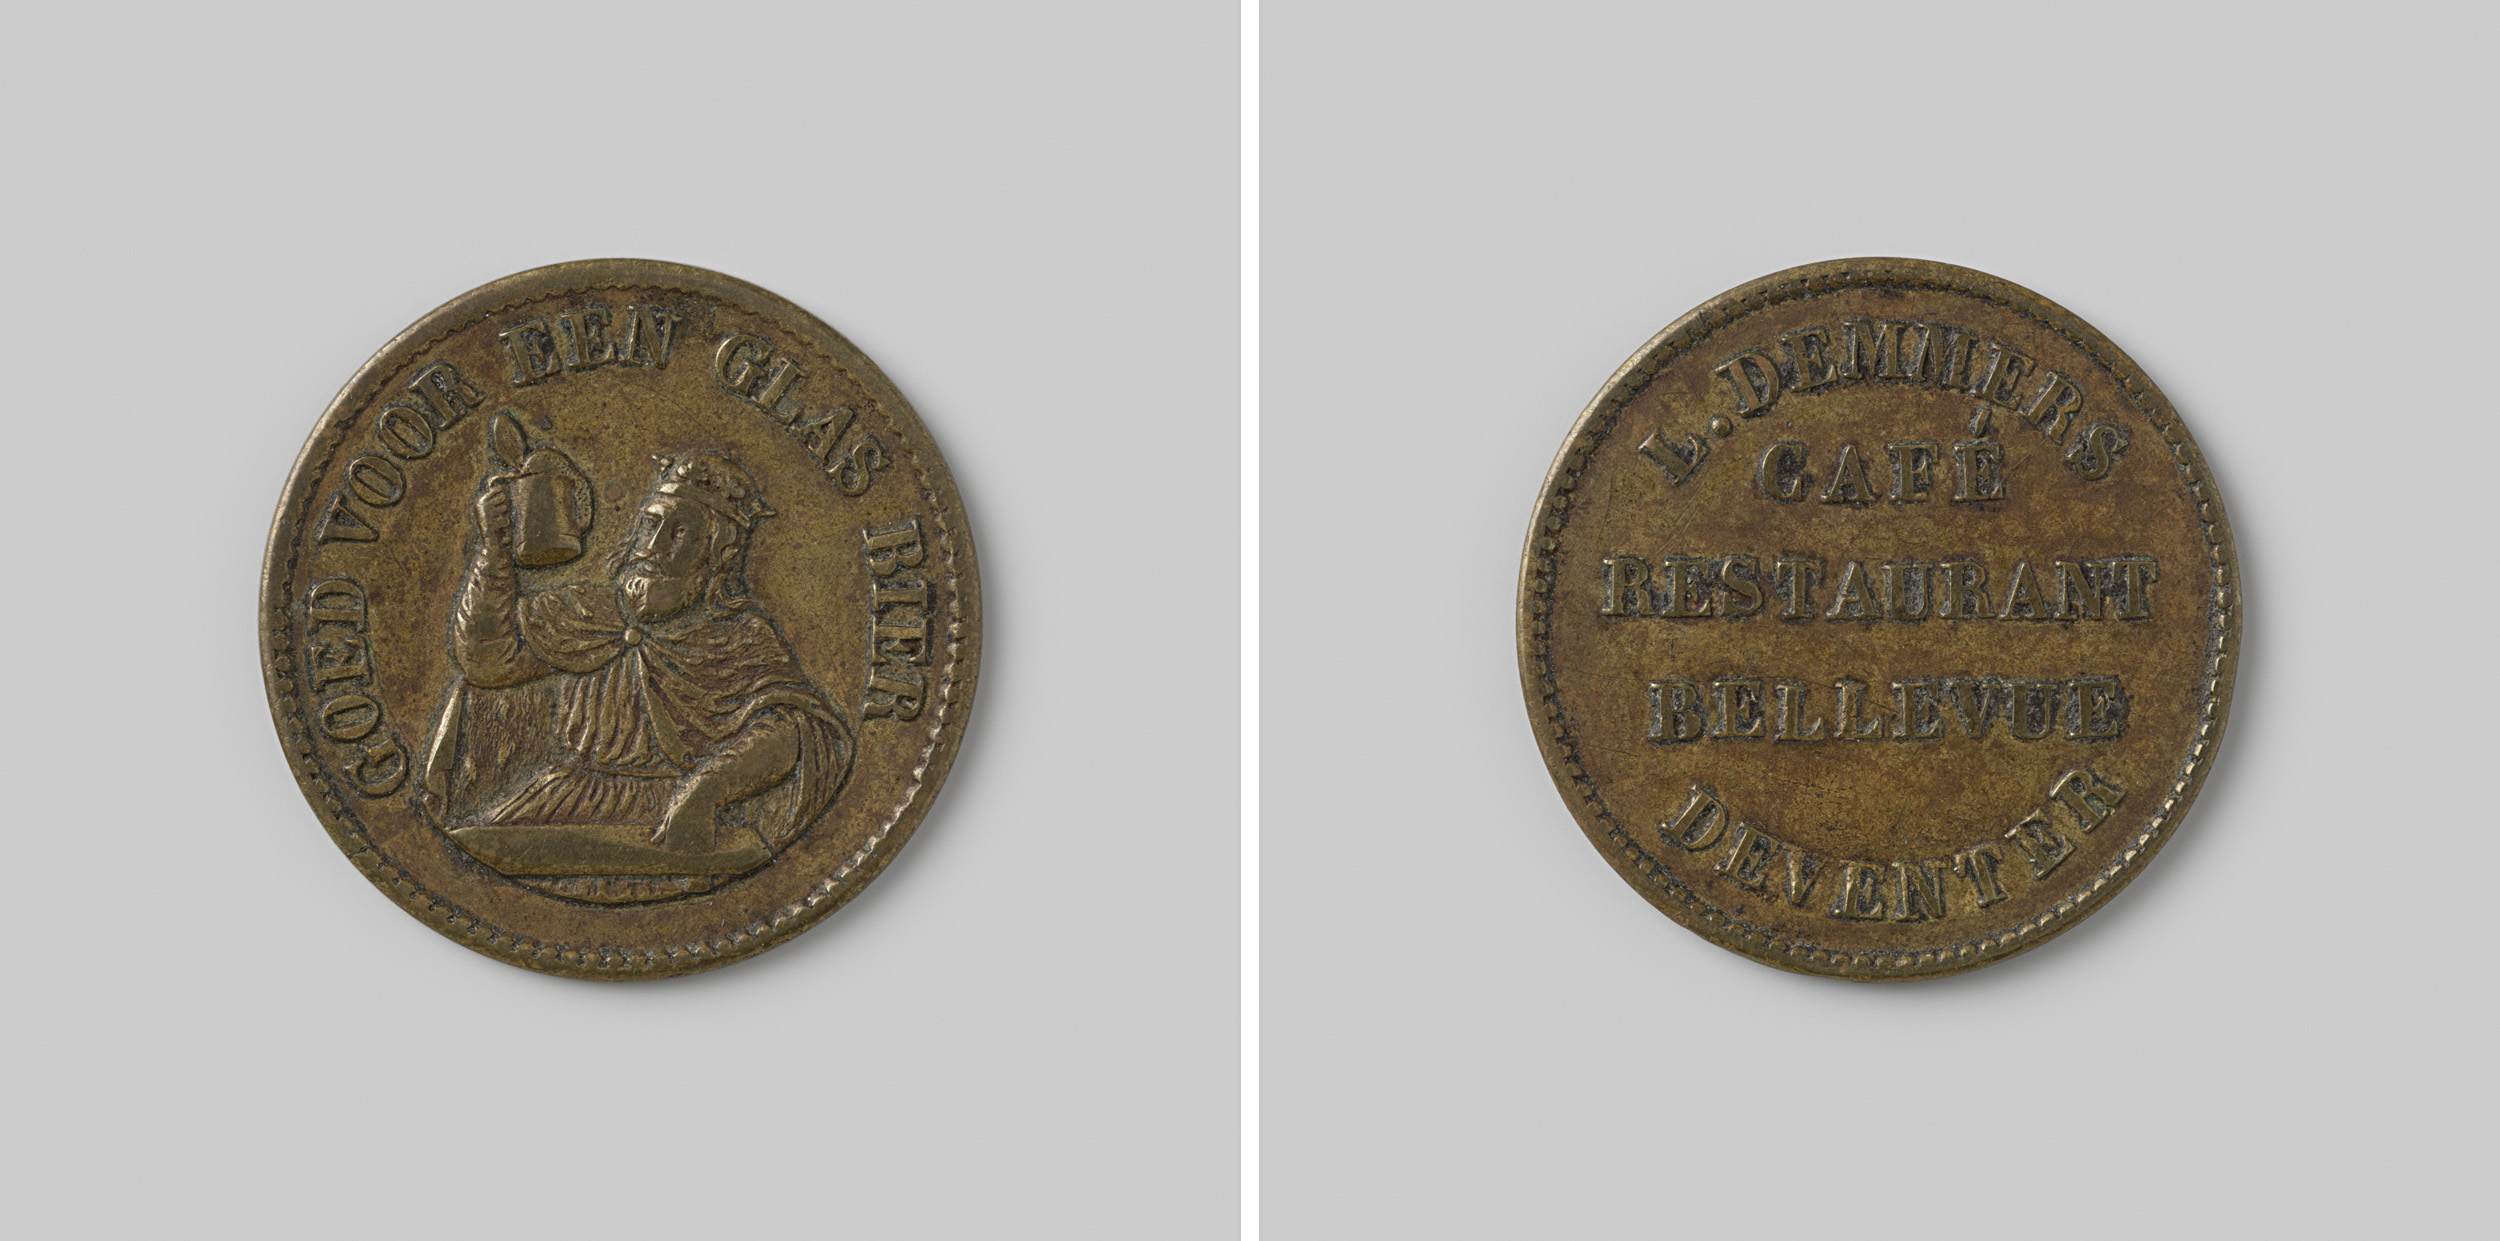 GOED VOOR EEN GLAS BIER
L. DEMMERS
CAFÉ
RESTAURANT
BELLEVUE
DEVENTER